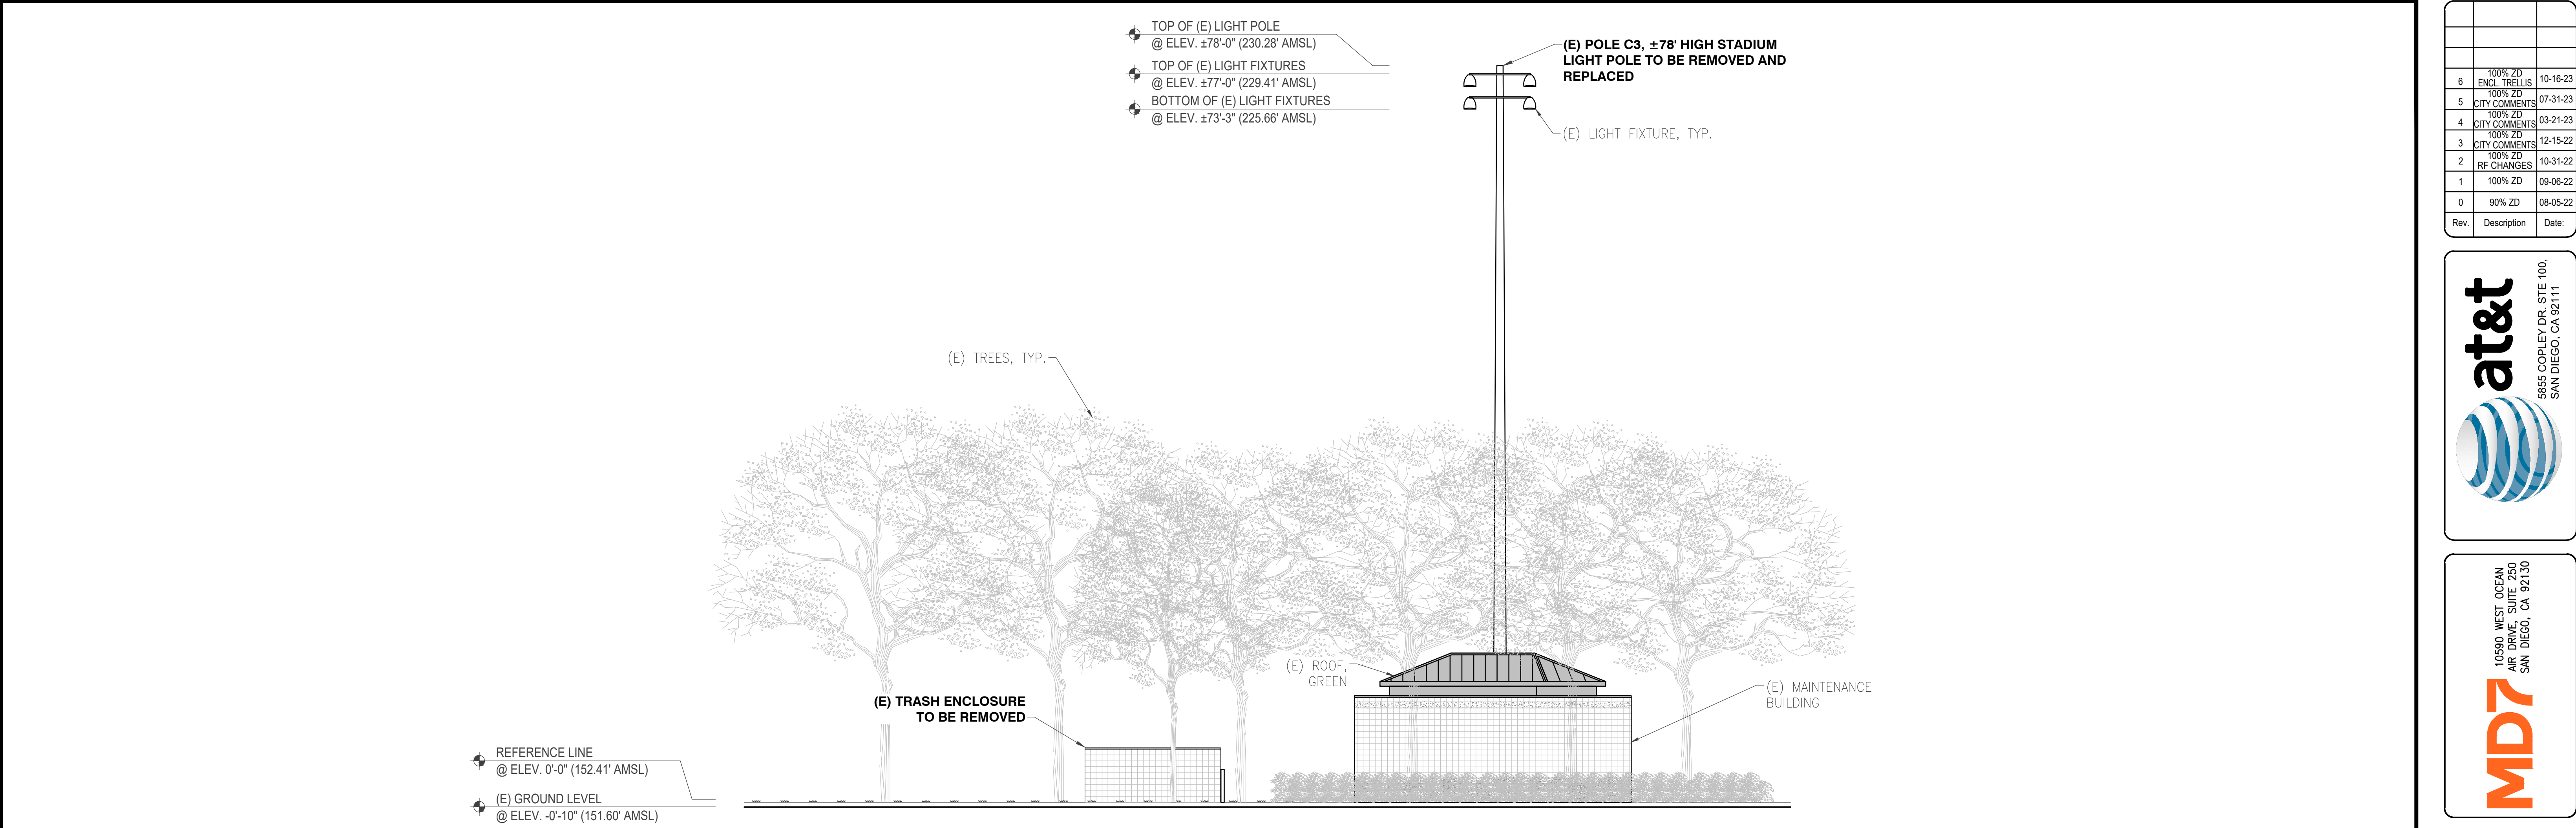 TOP OF (E) LIGHT POLE
@ ELEV. ±78'-0" (230.28' AMSL)
TOP OF (E) LIGHT FIXTURES
@ ELEV. ±77'-0" (229.41' AMSL)
BOTTOM OF (E) LIGHT FIXTURES
@ ELEV. ±73'-3" (225.66' AMSL)
(E) POLE C3, ±78' HIGH STADIUM
LIGHT POLE TO BE REMOVED AND
REPLACED
(E) LIGHT FIXTURE, TYP.
(E) TREES, TYP.
(E) ROOF,
GREEN
(E) MAINTENANCE
BUILDING
(E) TRASH ENCLOSURE
TO BE REMOVED
REFERENCE LINE
@ ELEV. 0'-0" (152.41' AMSL)
(E) GROUND LEVEL
@ ELEV. -0'-10" (151.60' AMSL)
6 100% ZD ENCL. TRELLIS 10-16-23
5 100% ZD CITY COMMENTS 07-31-23
4 100% ZD CITY COMMENTS 03-21-23
3 100% ZD CITY COMMENTS 12-15-22
2 100% ZD RF CHANGES 10-31-22
1 100% ZD 09-06-22
0 90% ZD 08-05-22
Rev. Description Date:
at&t
5855 COPLEY DR. STE 100,
SAN DIEGO, CA 92111
MD7
10590 WEST OCEAN
AIR DRIVE, SUITE 250
SAN DIEGO, CA 92130